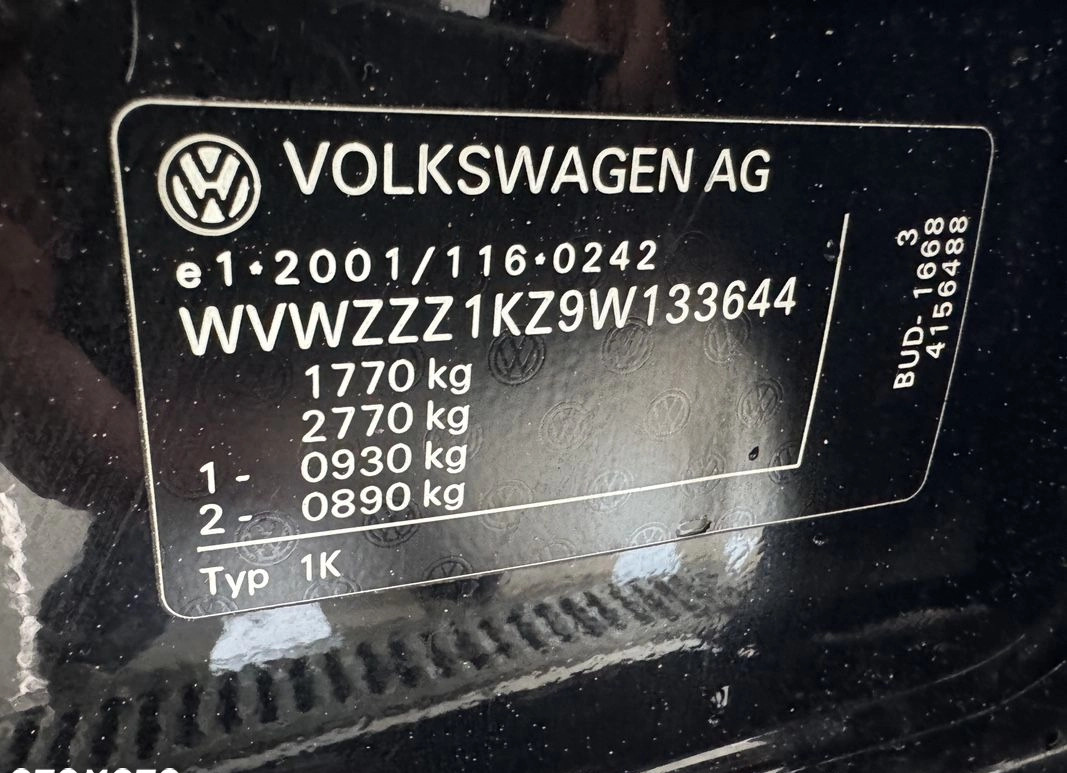 VOLKSWAGEN AG
e1*2001/116*0242
WVWZZZ1KZ9W133644
1770 kg
2770 kg
1- 0930 kg
2- 0890 kg
Typ 1K
BUD-1668 3
4156488